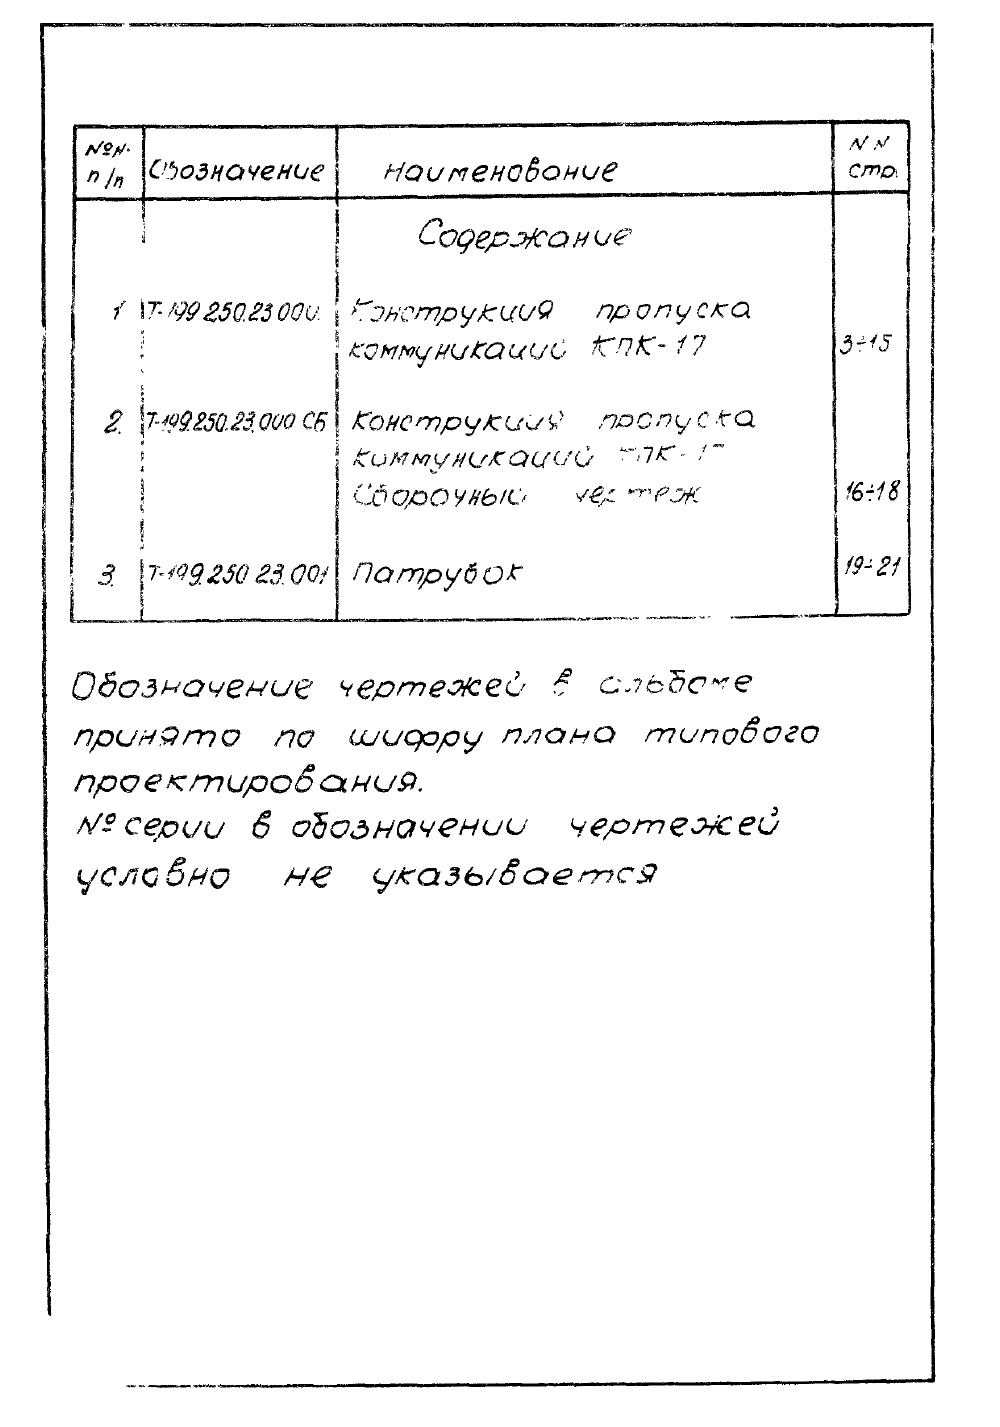 №№ п/п Обозначение Наименование NN стр.
Содержание
1 Т-199.250.23.000. Конструкция пропуска
коммуникаций КПК-17 3÷15
2. Т-199.250.23.000 СБ Конструкция пропуска
коммуникаций КПК-17
Сборочный чертеж 16÷18
3. Т-199.250.23.001 Патрубок 19÷21
Обозначение чертежей в альбоме
принято по шифру плана типового
проектирования.
№ серии в обозначении чертежей
условно не указывается